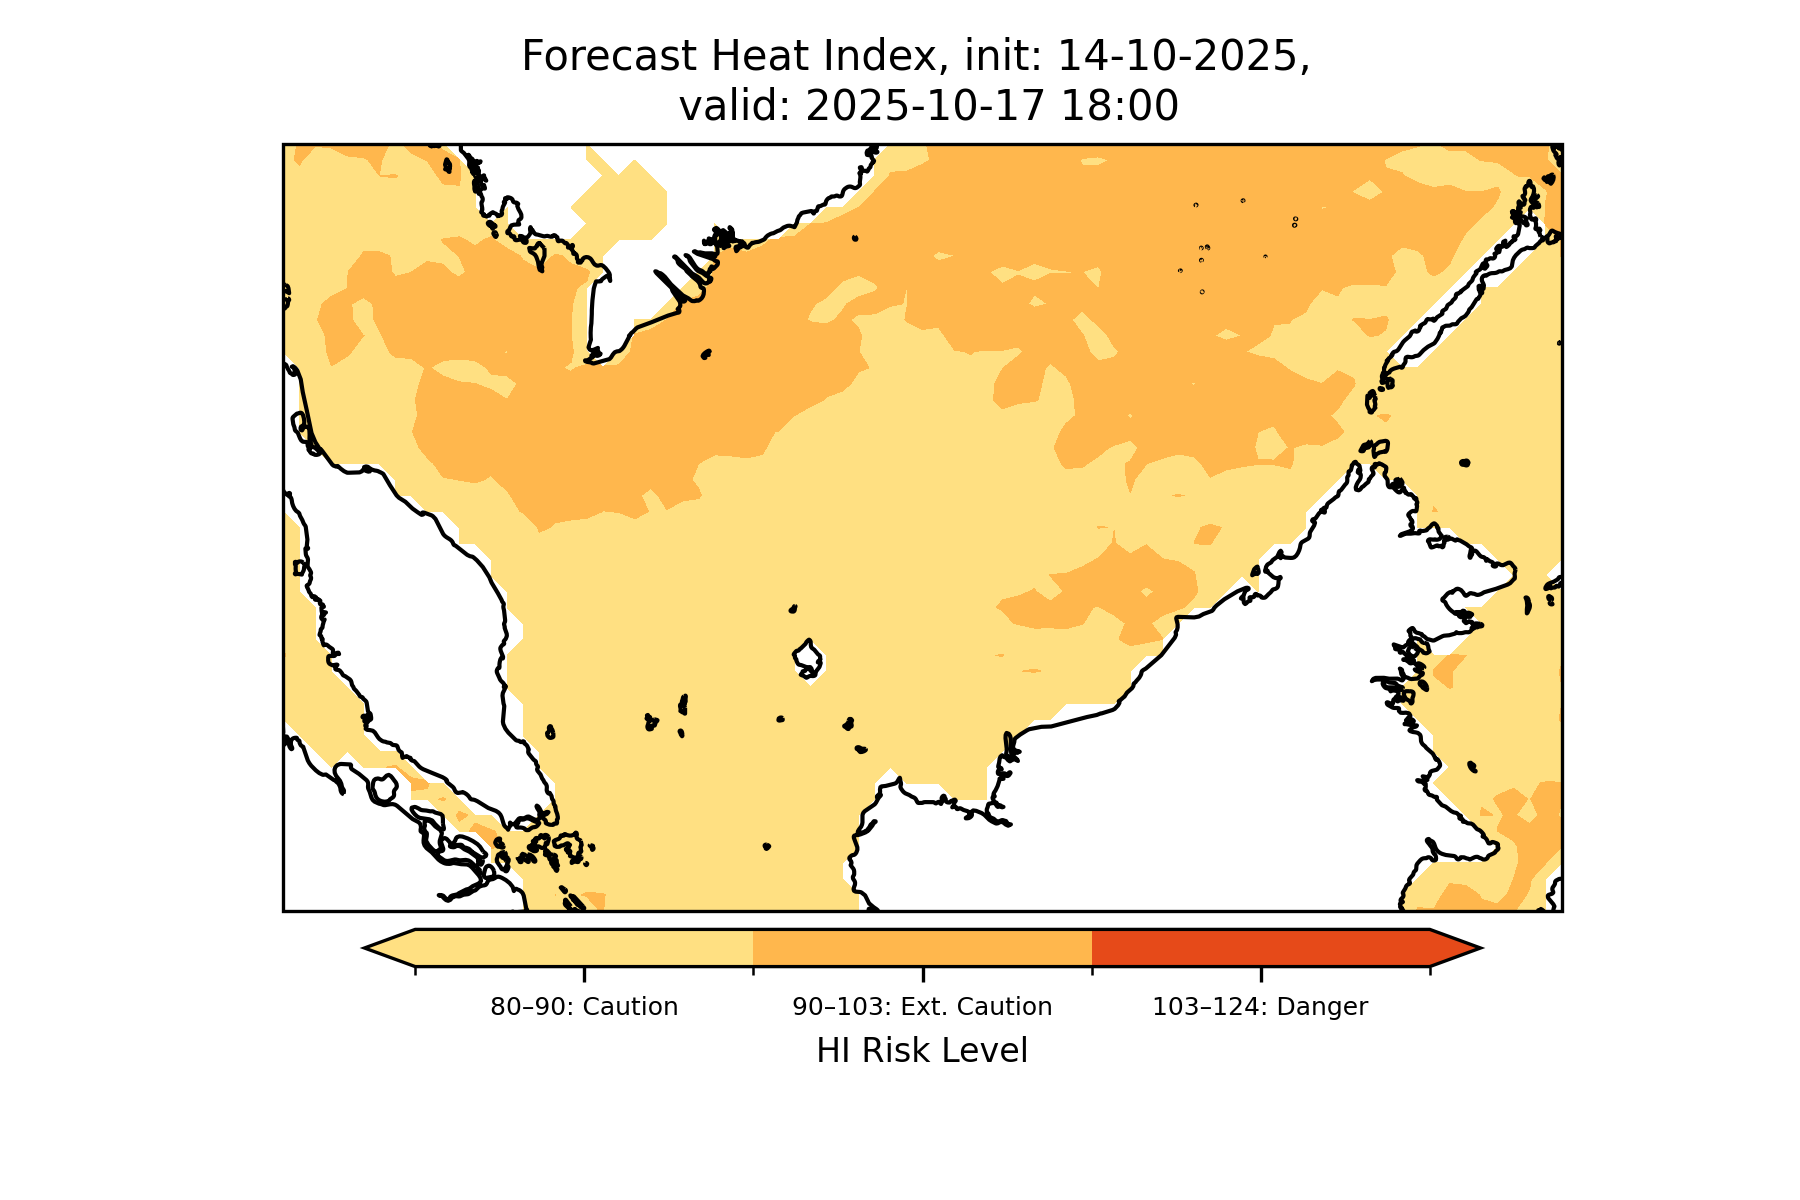 Forecast Heat Index, init: 14-10-2025,
valid: 2025-10-17 18:00
80–90: Caution
90–103: Ext. Caution
103–124: Danger
HI Risk Level